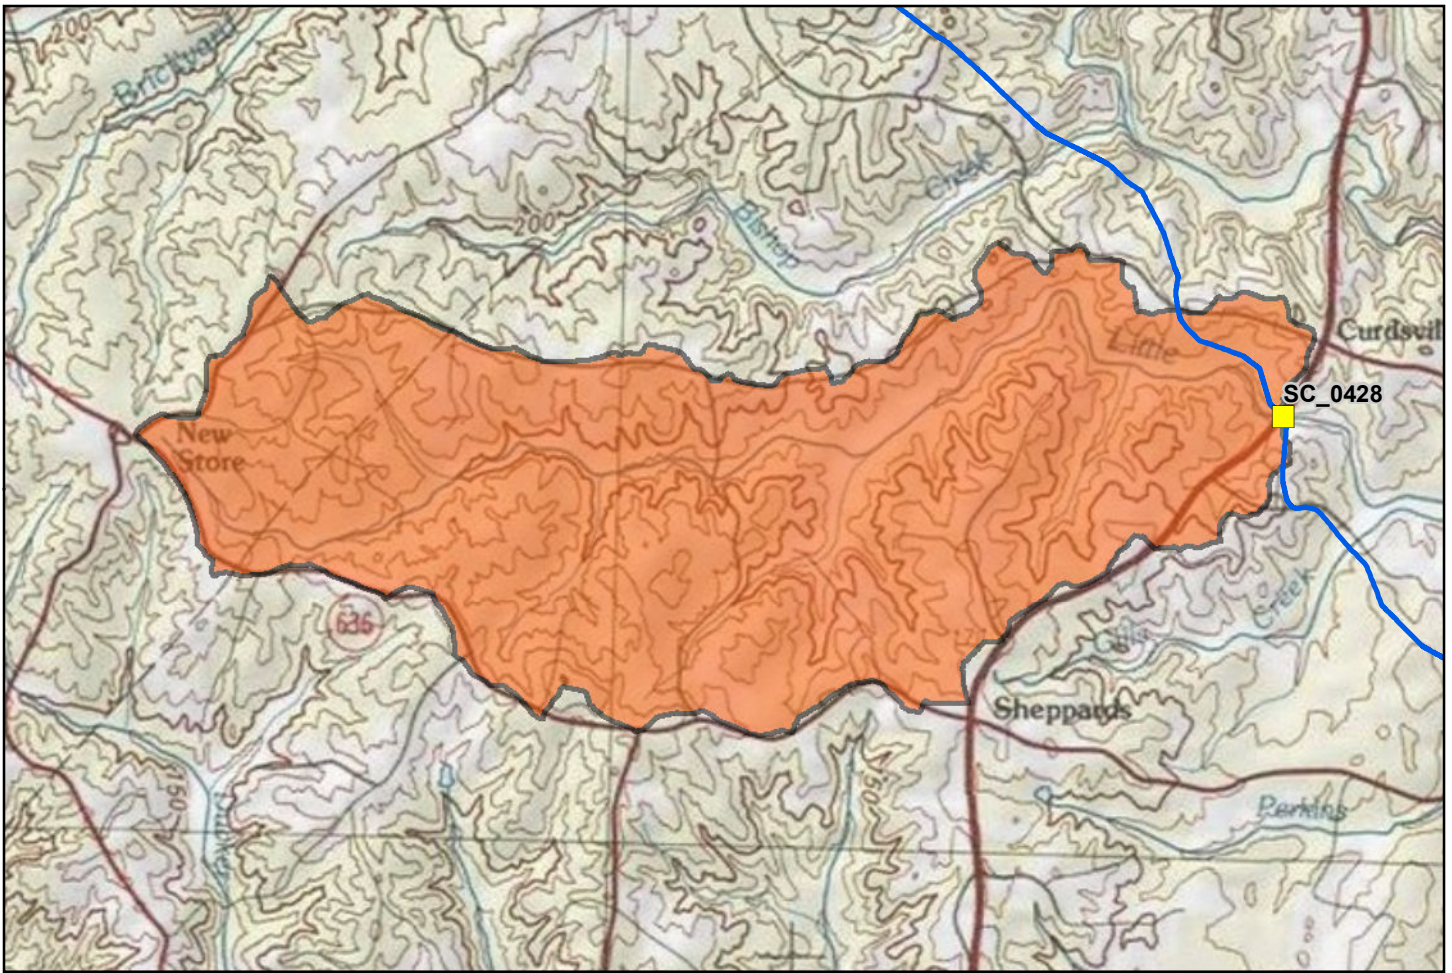 200
Brickyard
Creek
200
Bishop
Little
Curdsvil
SC_0428
New
Store
636
Creek
Sheppards
150
150
Perkins